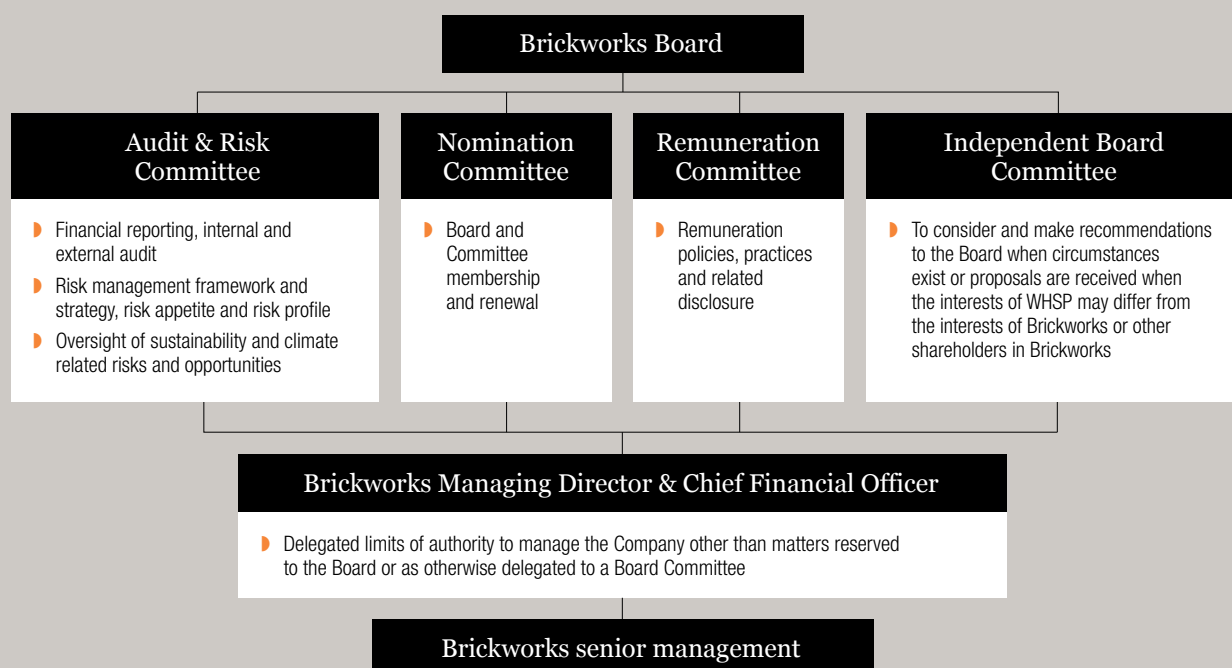 Brickworks Board
Audit & Risk
Committee
Financial reporting, internal and
external audit
Risk management framework and
strategy, risk appetite and risk profile
Oversight of sustainability and climate
related risks and opportunities
Nomination
Committee
Board and
Committee
membership
and renewal
Remuneration
Committee
Remuneration
policies, practices
and related
disclosure
Independent Board
Committee
To consider and make recommendations
to the Board when circumstances
exist or proposals are received when
the interests of WHSP may differ from
the interests of Brickworks or other
shareholders in Brickworks
Brickworks Managing Director & Chief Financial Officer
Delegated limits of authority to manage the Company other than matters reserved
to the Board or as otherwise delegated to a Board Committee
Brickworks senior management